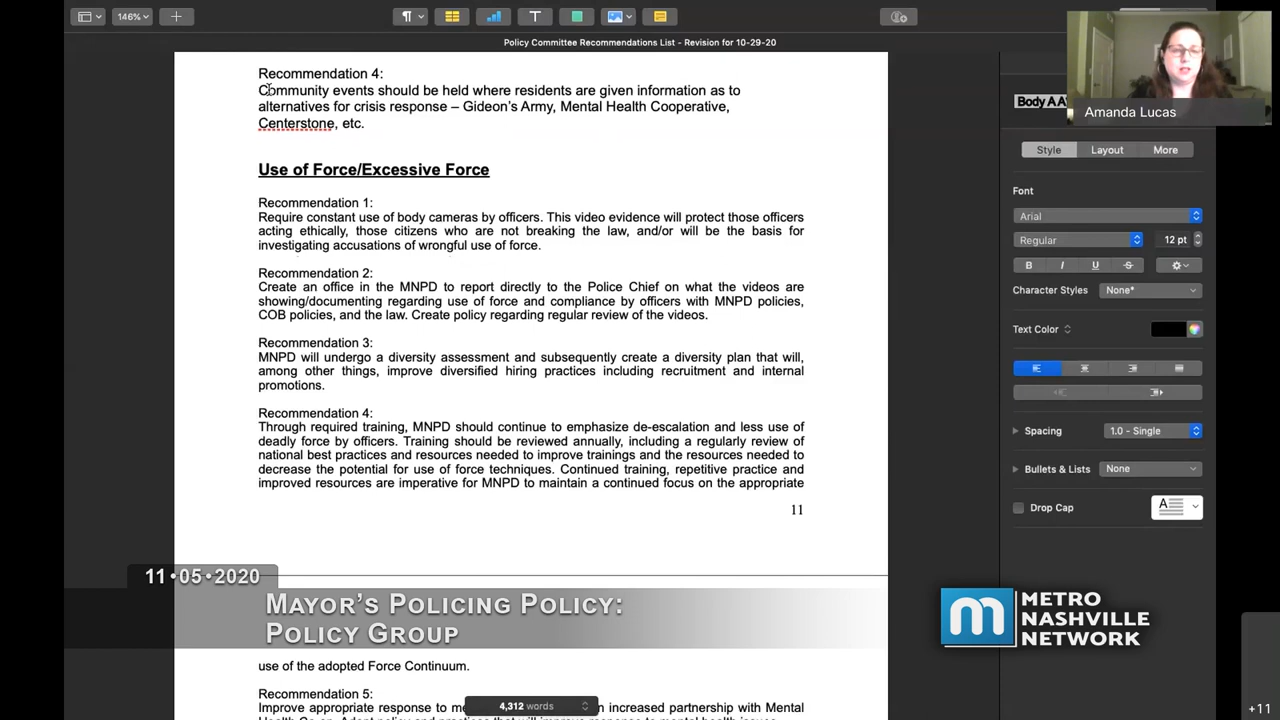 146%
Policy Committee Recommendations List - Revision for 10-29-20
Recommendation 4:
Community events should be held where residents are given information as to
alternatives for crisis response – Gideon's Army, Mental Health Cooperative,
Centerstone, etc.
Use of Force/Excessive Force
Recommendation 1:
Require constant use of body cameras by officers. This video evidence will protect those officers
acting ethically, those citizens who are not breaking the law, and/or will be the basis for
investigating accusations of wrongful use of force.
Recommendation 2:
Create an office in the MNPD to report directly to the Police Chief on what the videos are
showing/documenting regarding use of force and compliance by officers with MNPD policies,
COB policies, and the law. Create policy regarding regular review of the videos.
Recommendation 3:
MNPD will undergo a diversity assessment and subsequently create a diversity plan that will,
among other things, improve diversified hiring practices including recruitment and internal
promotions.
Recommendation 4:
Through required training, MNPD should continue to emphasize de-escalation and less use of
deadly force by officers. Training should be reviewed annually, including a regularly review of
national best practices and resources needed to improve trainings and the resources needed to
decrease the potential for use of force techniques. Continued training, repetitive practice and
improved resources are imperative for MNPD to maintain a continued focus on the appropriate
11
use of the adopted Force Continuum.
Recommendation 5:
Improve appropriate response to increased partnership with Mental
4,312 words
11•05•2020
MAYOR'S POLICING POLICY:
POLICY GROUP
METRO
NASHVILLE
NETWORK
m
Amanda Lucas
Body
Style Layout More
Font
Arial
Regular 12 pt
B I U S
Character Styles None*
Text Color
Spacing 1.0 - Single
Bullets & Lists None
Drop Cap
+11